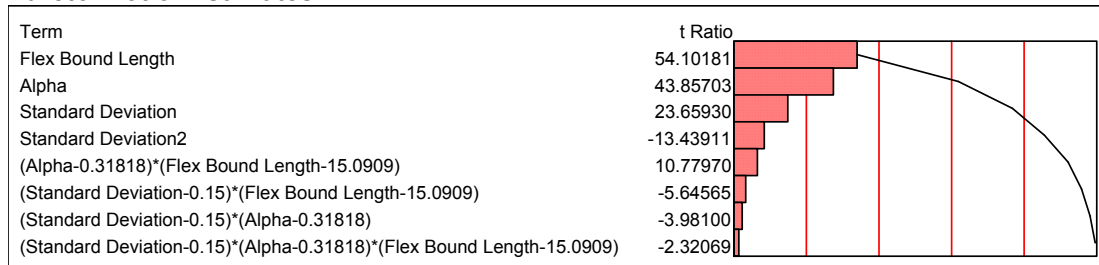 Term t Ratio
Flex Bound Length 54.10181
Alpha 43.85703
Standard Deviation 23.65930
Standard Deviation2 -13.43911
(Alpha-0.31818)*(Flex Bound Length-15.0909) 10.77970
(Standard Deviation-0.15)*(Flex Bound Length-15.0909) -5.64565
(Standard Deviation-0.15)*(Alpha-0.31818) -3.98100
(Standard Deviation-0.15)*(Alpha-0.31818)*(Flex Bound Length-15.0909) -2.32069